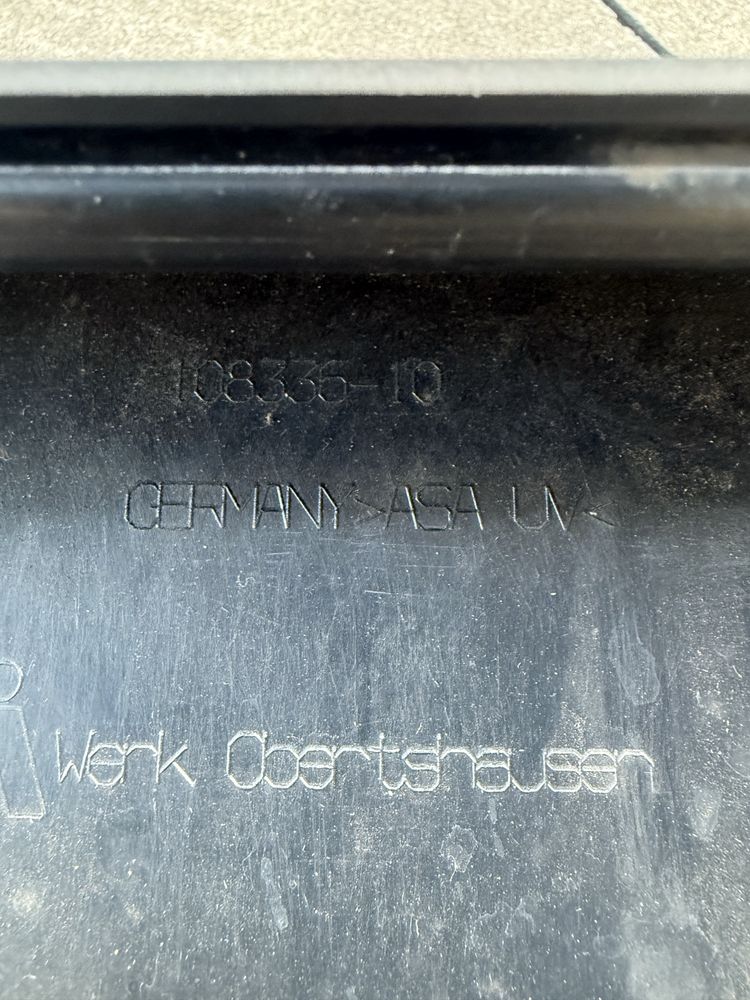 108336-10
GERMANY >ASA UV<
Werk Obertshausen